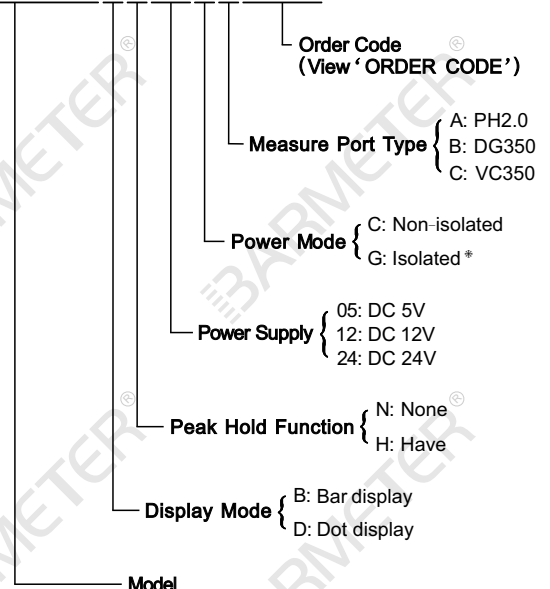 Order Code
(View ‘ ORDER CODE’)
Measure Port Type
A: PH2.0
B: DG350
C: VC350
Power Mode
C: Non-isolated
G: Isolated*
Power Supply
05: DC 5V
12: DC 12V
24: DC 24V
Peak Hold Function
N: None
H: Have
Display Mode
B: Bar display
D: Dot display
Model
BARMETER®